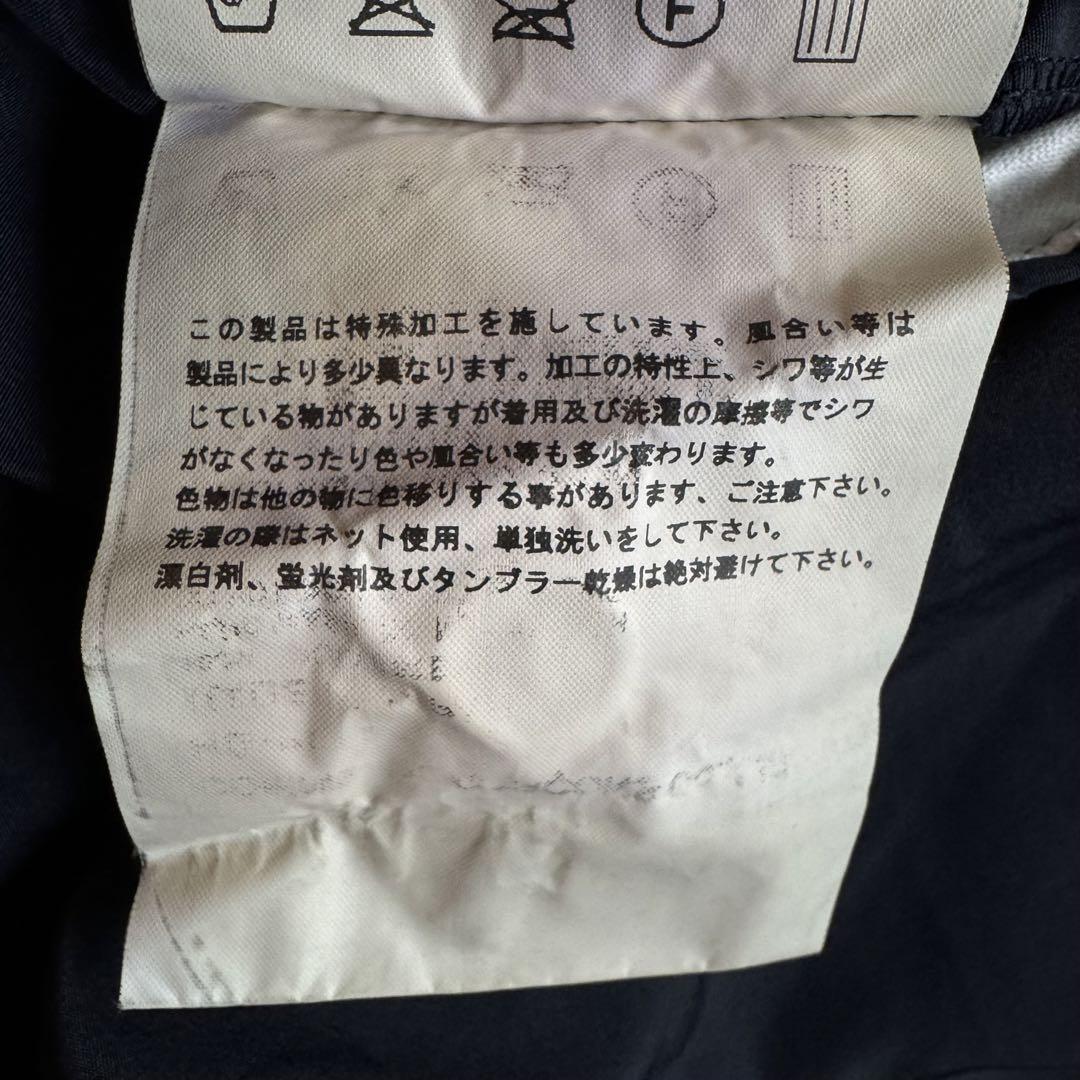 この製品は特殊加工を施しています。風合い等は
製品により多少異なります。加工の特性上、シワ等が生
じている物がありますが着用及び洗濯の摩擦等でシワ
がなくなったり色や風合い等も多少変わります。
色物は他の物に色移りする事があります、ご注意下さい。
洗濯の際はネット使用、単独洗いをして下さい。
漂白剤、蛍光剤及びタンブラー乾燥は絶対避けて下さい。